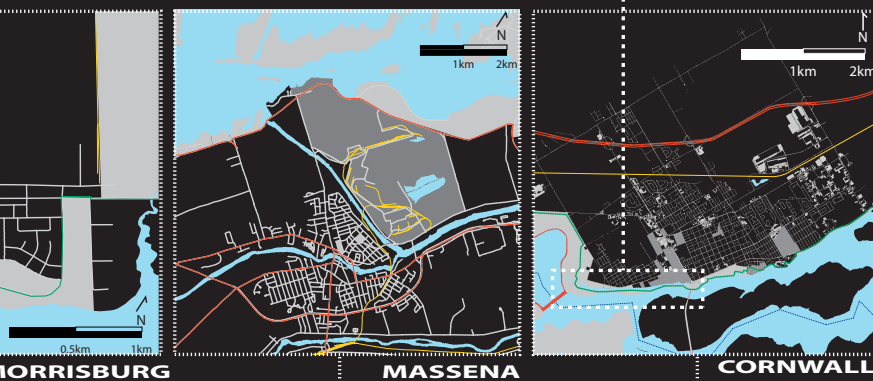 N
0.5km 1km
MORRISBURG
N
1km 2km
MASSENA
N
1km 2km
CORNWALL